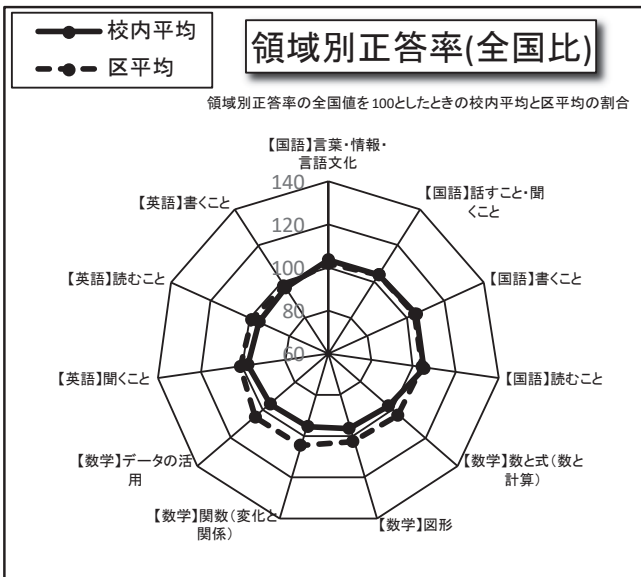 校内平均
区平均
領域別正答率(全国比)
領域別正答率の全国値を100としたときの校内平均と区平均の割合
【国語】言葉・情報・
言語文化
【国語】話すこと・聞
くこと
【国語】書くこと
【国語】読むこと
【数学】数と式(数と
計算)
【数学】図形
【数学】関数(変化と
関係)
【数学】データの活
用
【英語】聞くこと
【英語】読むこと
【英語】書くこと
140
120
100
80
60